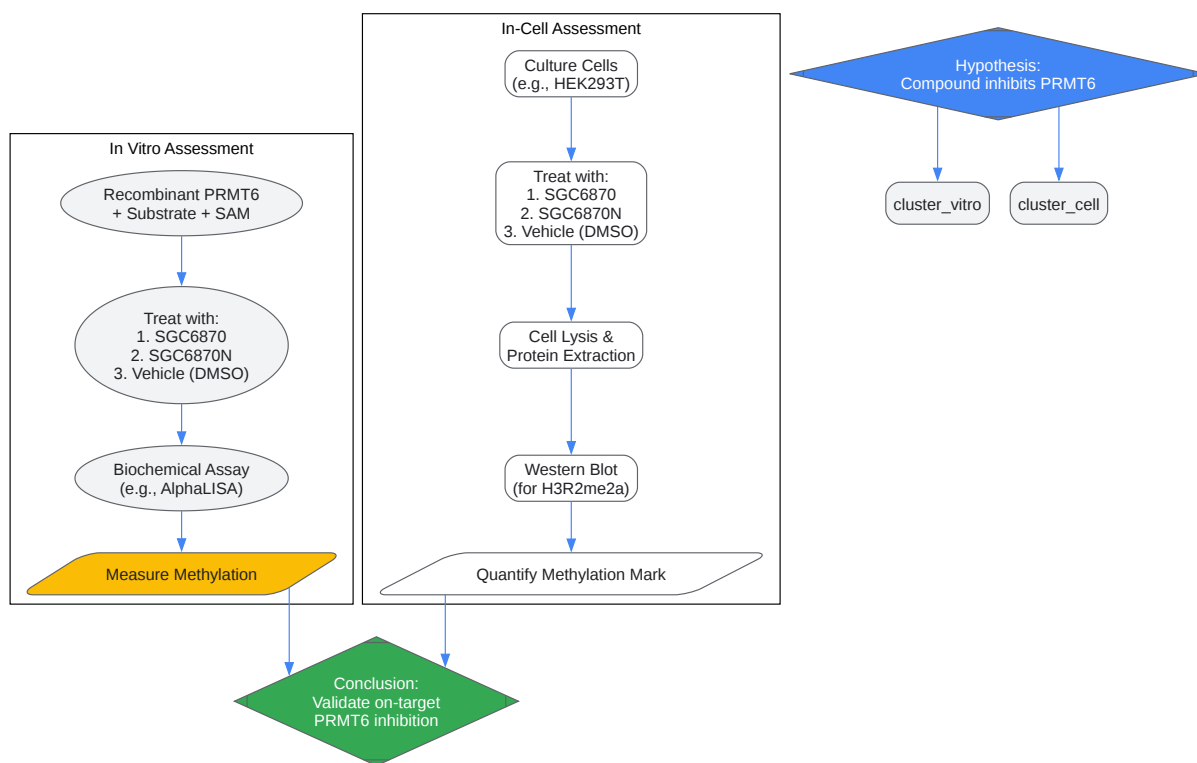 In Vitro Assessment
Recombinant PRMT6
+ Substrate + SAM
Treat with:
1. SGC6870
2. SGC6870N
3. Vehicle (DMSO)
Biochemical Assay
(e.g., AlphaLISA)
Measure Methylation
In-Cell Assessment
Culture Cells
(e.g., HEK293T)
Treat with:
1. SGC6870
2. SGC6870N
3. Vehicle (DMSO)
Cell Lysis &
Protein Extraction
Western Blot
(for H3R2me2a)
Quantify Methylation Mark
Conclusion:
Validate on-target
PRMT6 inhibition
Hypothesis:
Compound inhibits PRMT6
cluster_vitro
cluster_cell